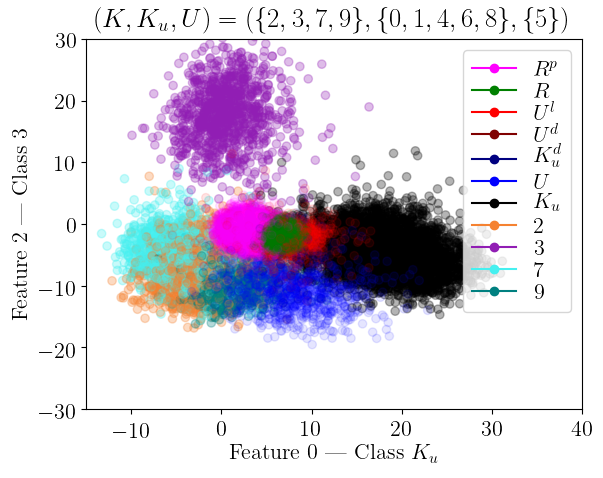 (K, K_u, U) = ({2, 3, 7, 9}, {0, 1, 4, 6, 8}, {5})
30
20
10
0
−10
−20
−30
Feature 2 — Class 3
R^p
R
U^l
U^d
K_u^d
U
K_u
2
3
7
9
−10
0
10
20
30
40
Feature 0 — Class K_u